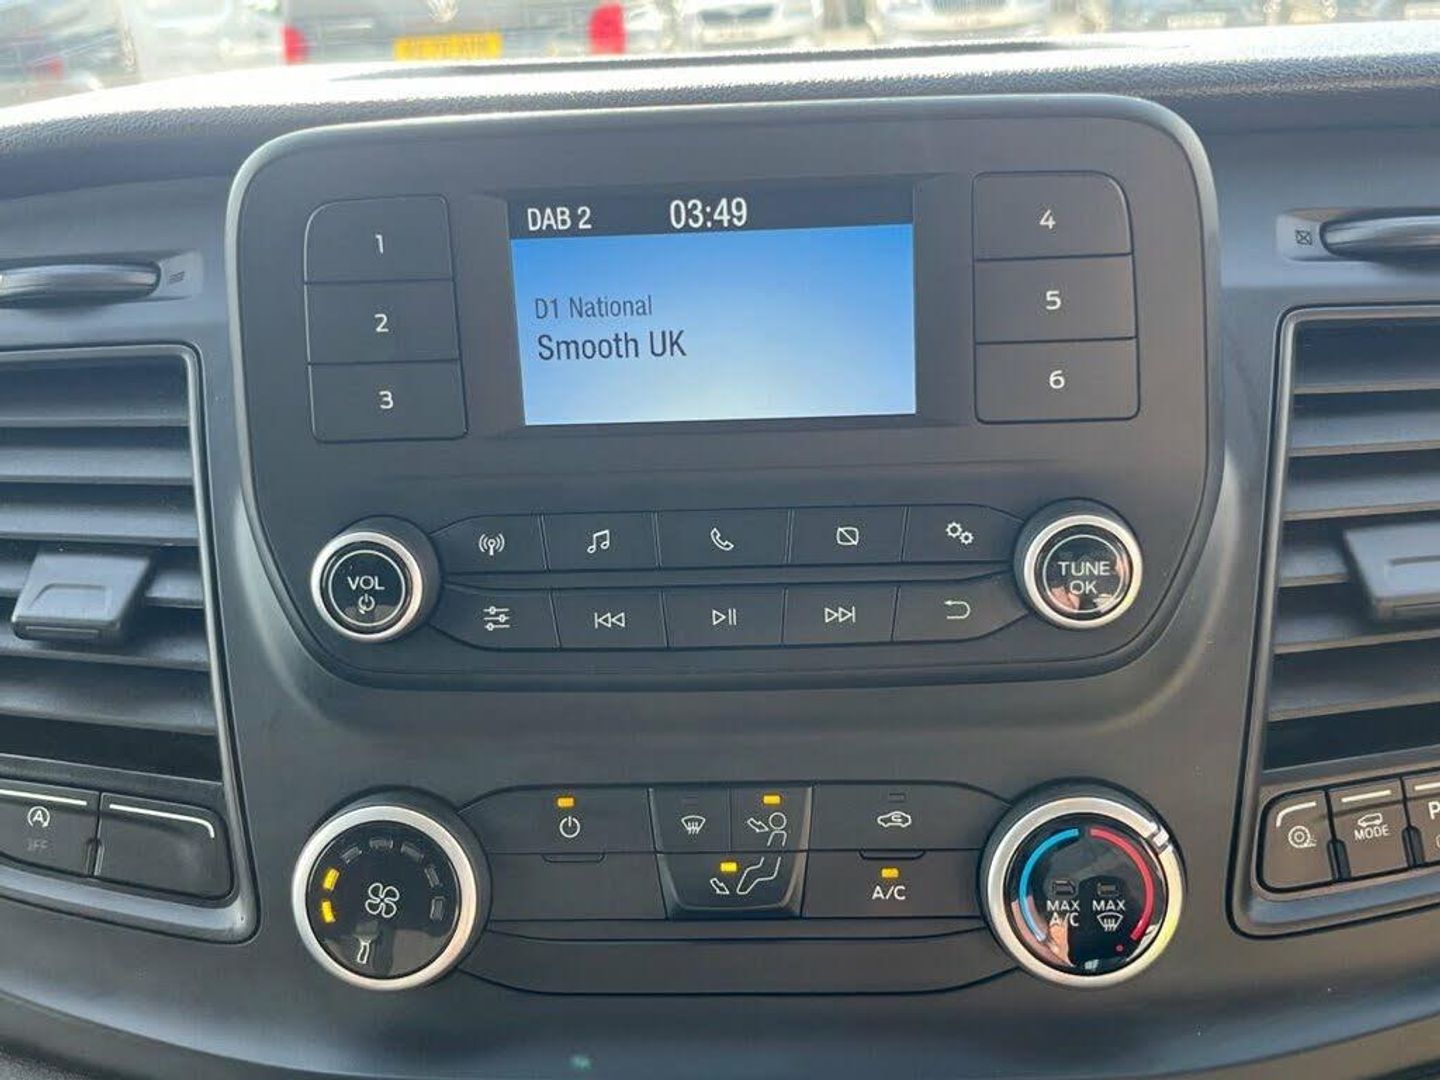 DAB 2 03:49
D1 National
Smooth UK
1
2
3
4
5
6
VOL
TUNE
OK
A/C
MAX MAX
A/C
OFF
MODE
P